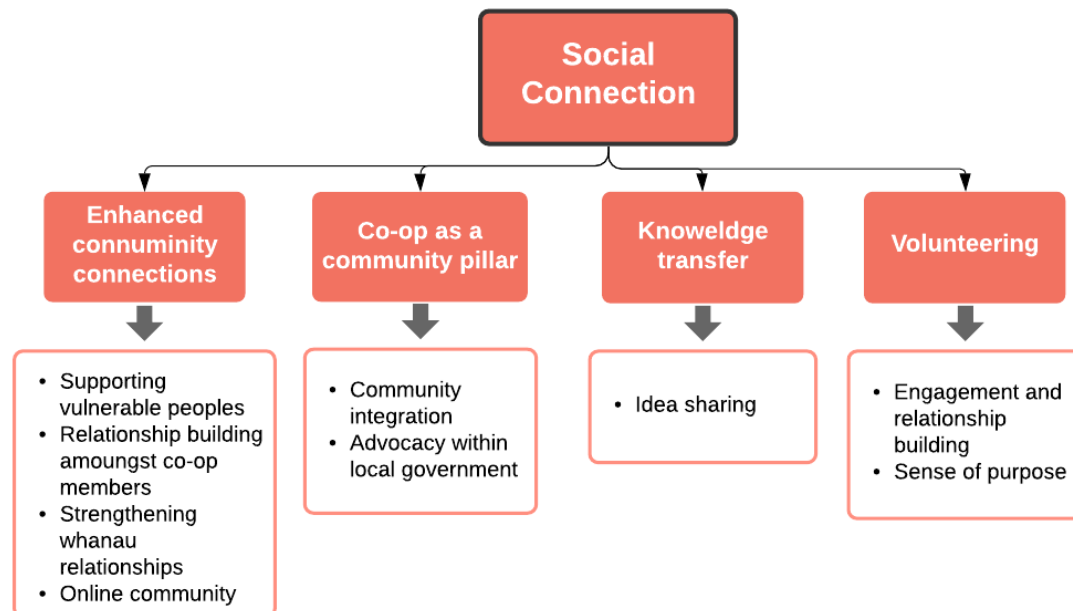 Social
Connection
Enhanced
connuminity
connections
Co-op as a
community pillar
Knoweldge
transfer
Volunteering
• Supporting
vulnerable peoples
• Relationship building
amoungst co-op
members
• Strengthening
whanau
relationships
• Online community
• Community
integration
• Advocacy within
local government
• Idea sharing
• Engagement and
relationship
building
• Sense of purpose